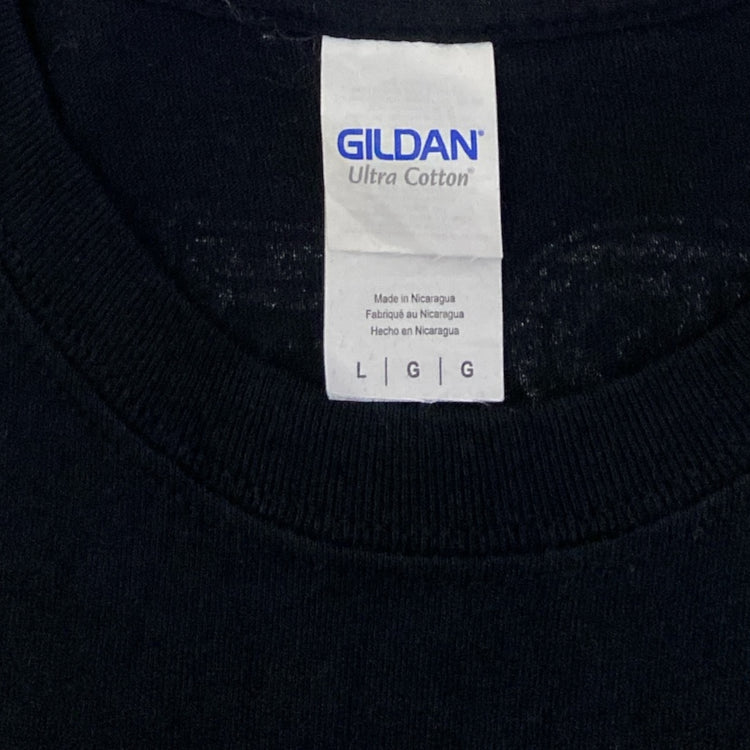 GILDAN®
Ultra Cotton®
Made in Nicaragua
Fabriqué au Nicaragua
Hecho en Nicaragua
L | G | G